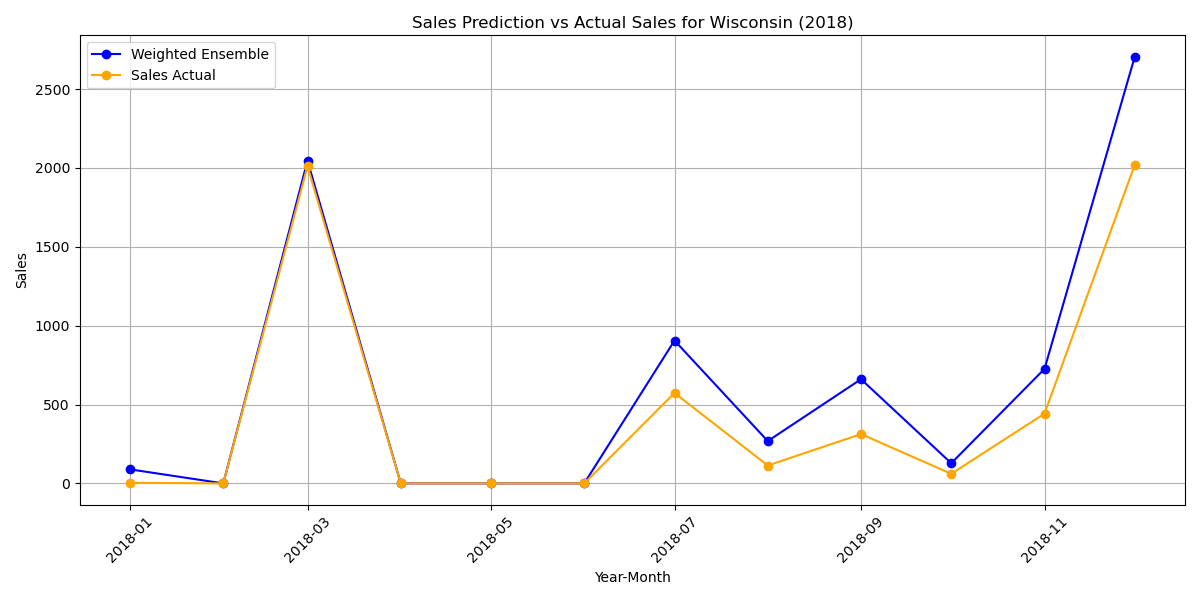 Sales Prediction vs Actual Sales for Wisconsin (2018)
Weighted Ensemble
Sales Actual
Sales
2500
2000
1500
1000
500
0
2018-01
2018-03
2018-05
2018-07
2018-09
2018-11
Year-Month